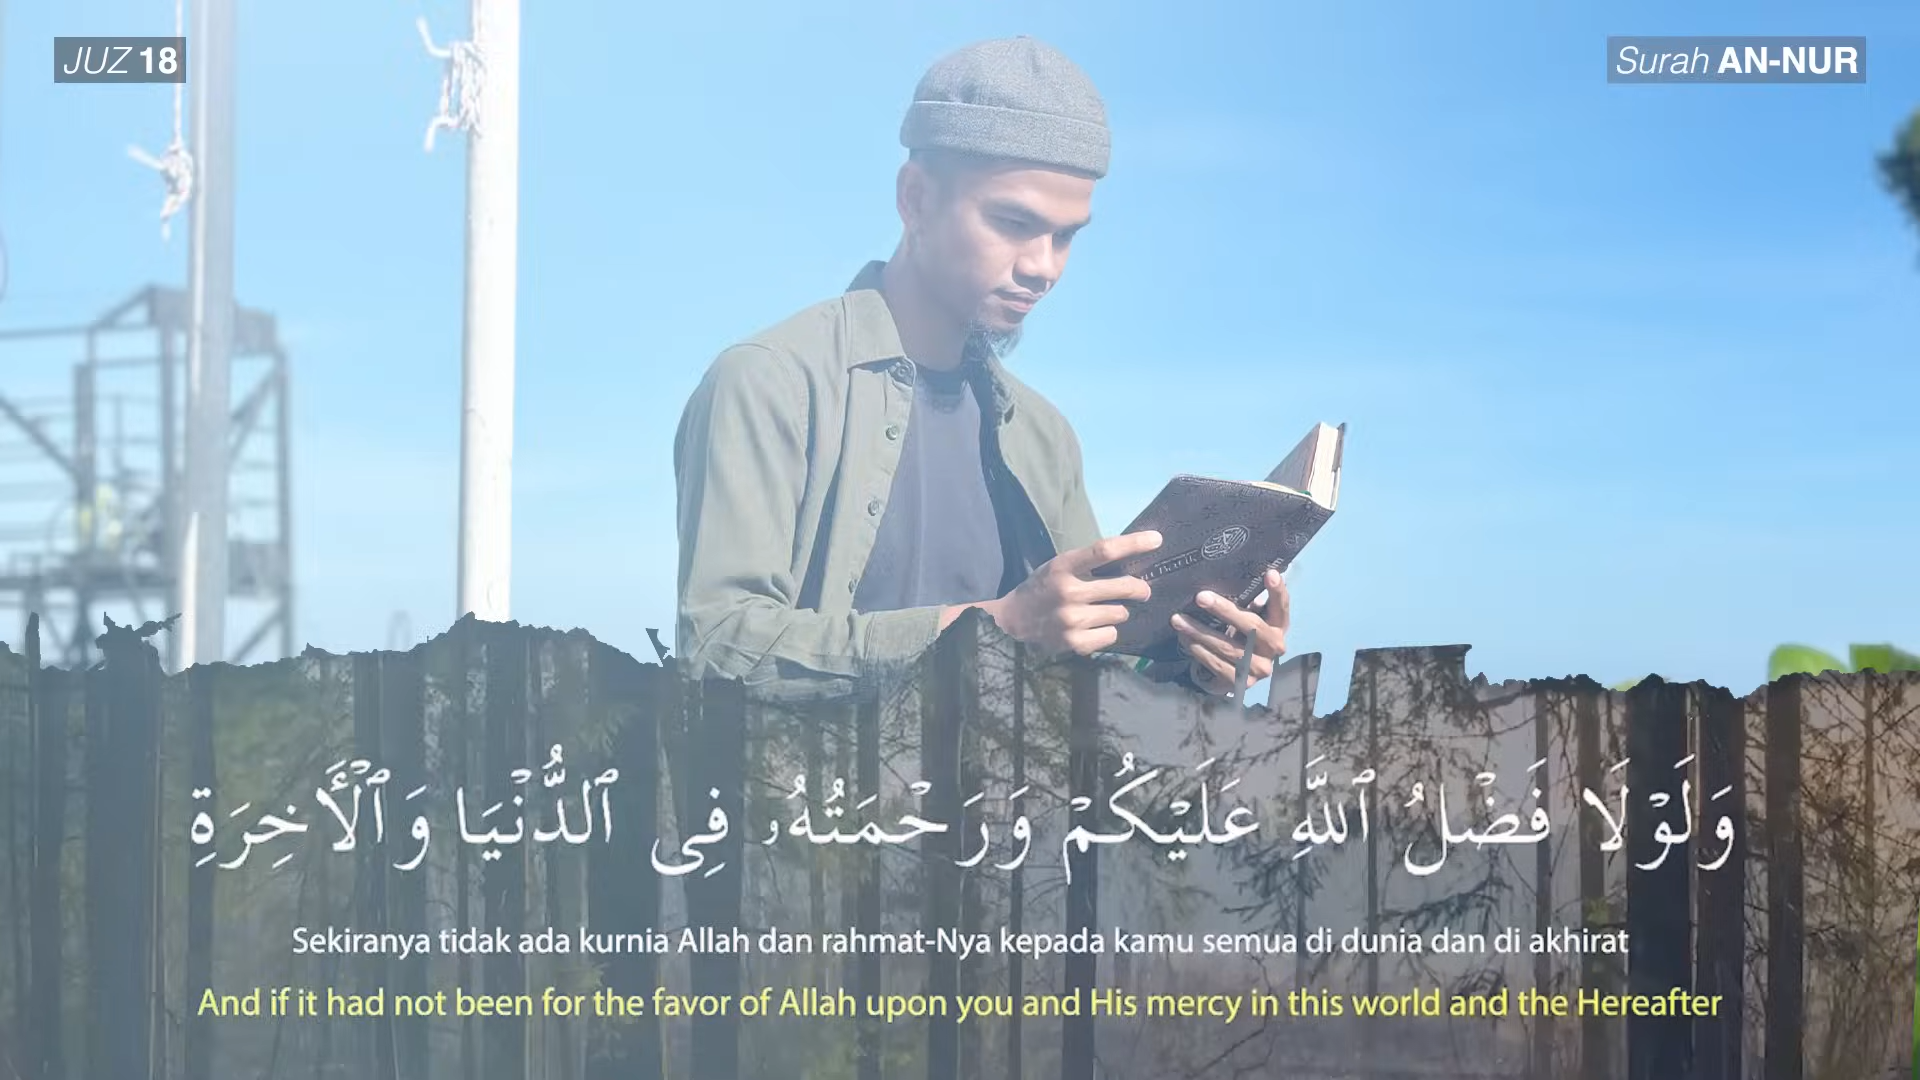 JUZ 18
Surah AN-NUR
وَلَوْلَا فَضْلُ ٱللَّهِ عَلَيْكُمْ وَرَحْمَتُهُۥ فِى ٱلدُّنْيَا وَٱلْأَخِرَةِ
Sekiranya tidak ada kurnia Allah dan rahmat-Nya kepada kamu semua di dunia dan di akhirat
And if it had not been for the favor of Allah upon you and His mercy in this world and the Hereafter